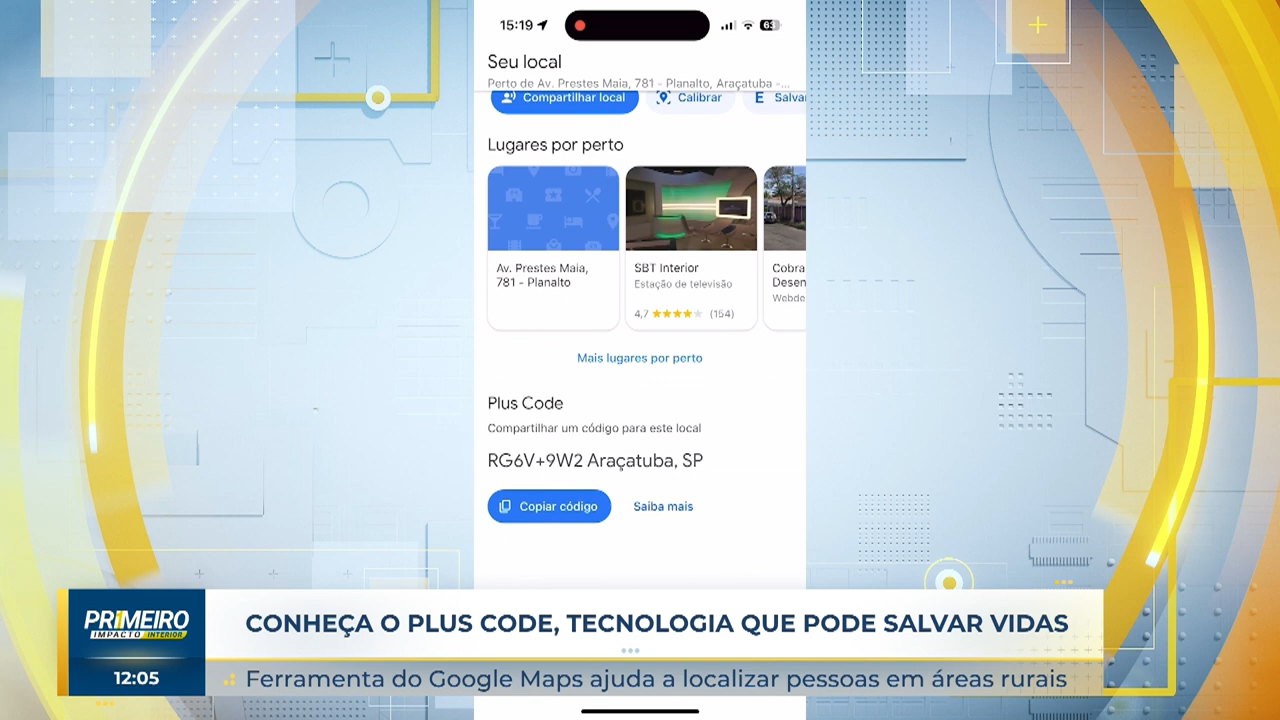 15:19
63
Seu local
Perto de Av. Prestes Maia, 781 - Planalto, Araçatuba -...
Compartilhar local
Calibrar
E Salvar
Lugares por perto
Av. Prestes Maia,
781 - Planalto
SBT Interior
Estação de televisão
4,7 (154)
Cobra
Desen
Webde
Mais lugares por perto
Plus Code
Compartilhar um código para este local
RG6V+9W2 Araçatuba, SP
Copiar código
Saiba mais
PRIMEIRO
IMPACTO INTERIOR
12:05
CONHEÇA O PLUS CODE, TECNOLOGIA QUE PODE SALVAR VIDAS
Ferramenta do Google Maps ajuda a localizar pessoas em áreas rurais